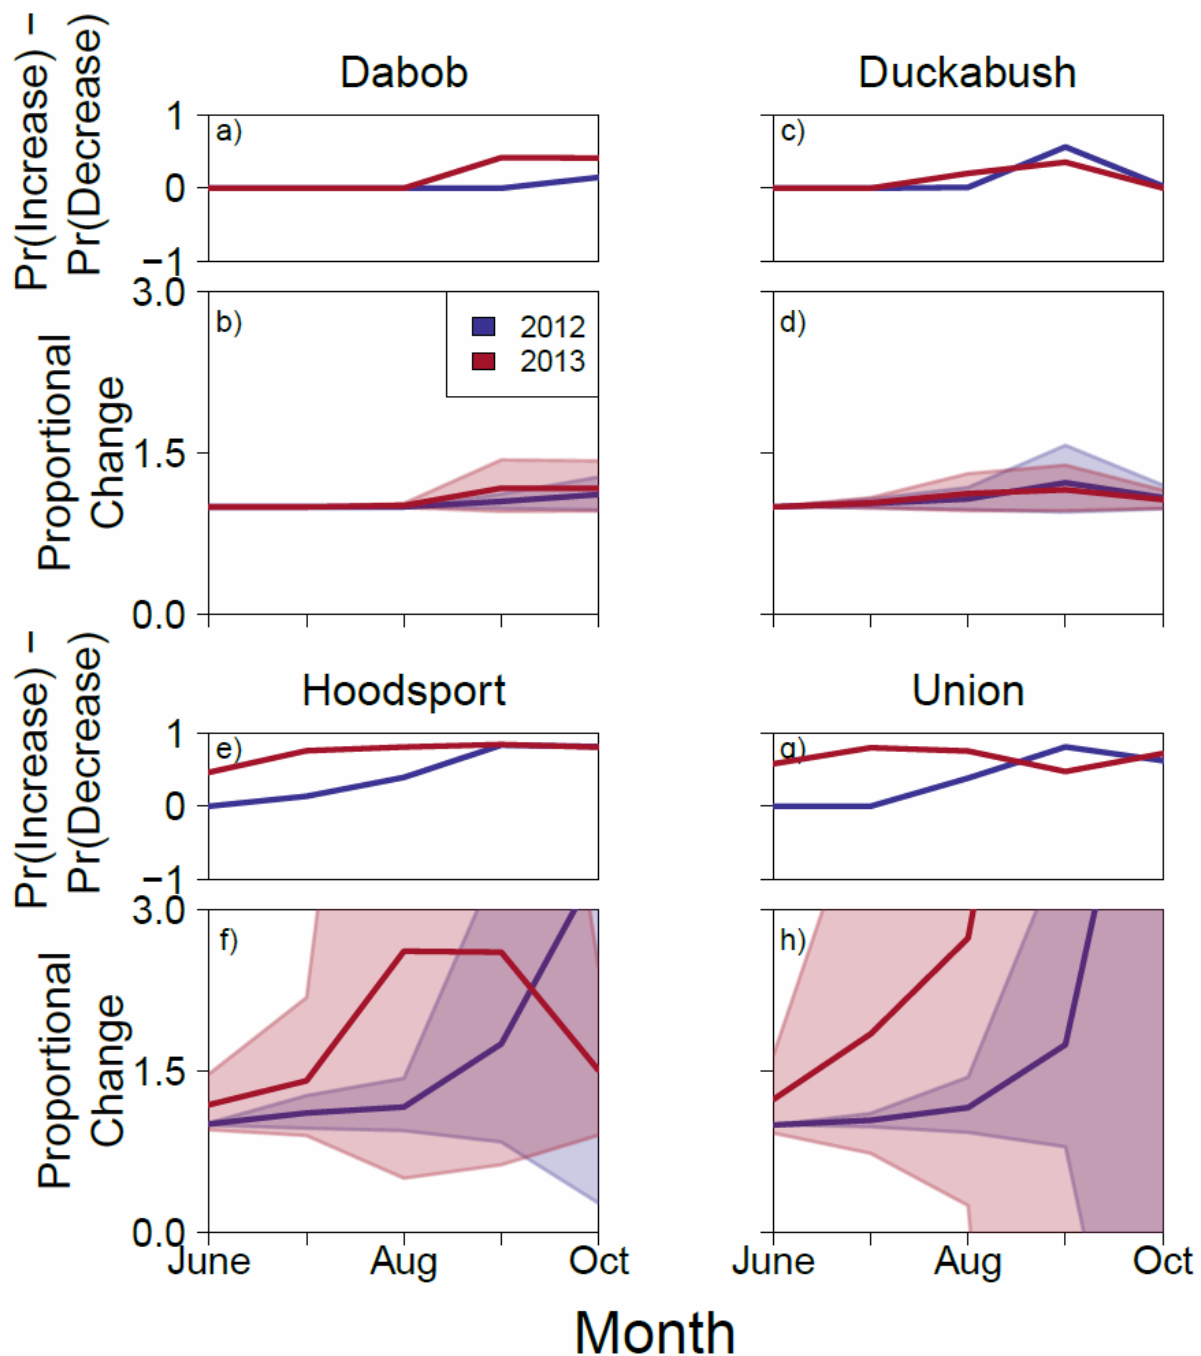 Pr(Increase) −
Pr(Decrease)
Dabob
Duckabush
1
0
−1
a)
c)
Proportional
Change
3.0
1.5
0.0
b)
2012
2013
d)
Pr(Increase) −
Pr(Decrease)
Hoodsport
Union
1
0
−1
e)
g)
Proportional
Change
3.0
1.5
0.0
f)
h)
June
Aug
Oct
June
Aug
Oct
Month